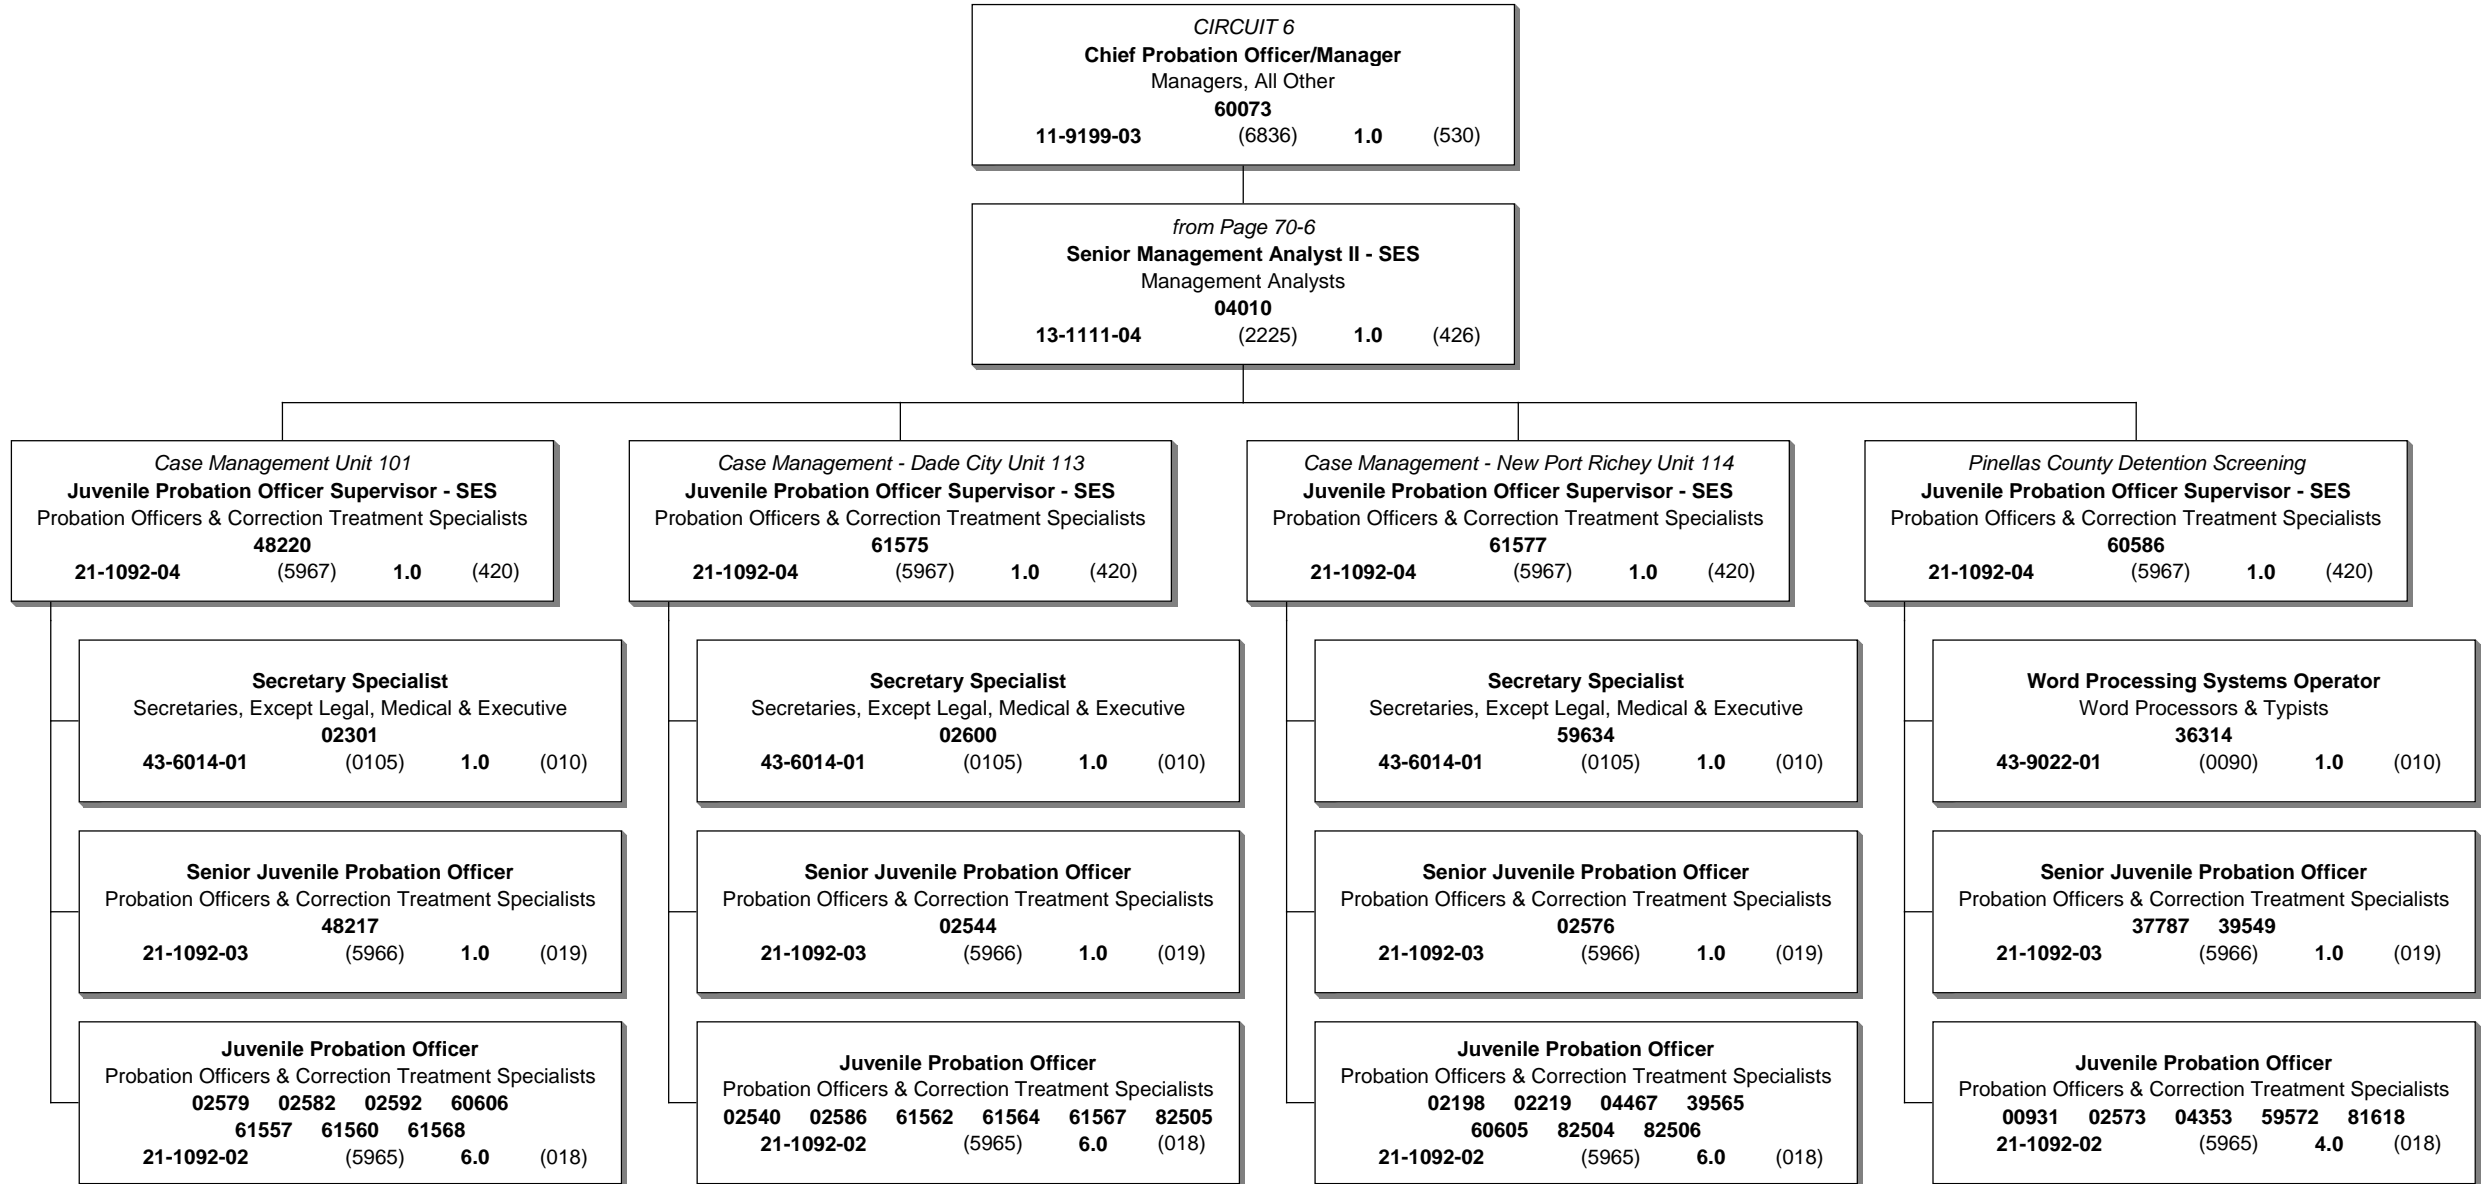 CIRCUIT 6
Chief Probation Officer/Manager
Managers, All Other
60073
11-9199-03 (6836) 1.0 (530)
from Page 70-6
Senior Management Analyst II - SES
Management Analysts
04010
13-1111-04 (2225) 1.0 (426)
Case Management Unit 101
Juvenile Probation Officer Supervisor - SES
Probation Officers & Correction Treatment Specialists
48220
21-1092-04 (5967) 1.0 (420)
Secretary Specialist
Secretaries, Except Legal, Medical & Executive
02301
43-6014-01 (0105) 1.0 (010)
Senior Juvenile Probation Officer
Probation Officers & Correction Treatment Specialists
48217
21-1092-03 (5966) 1.0 (019)
Juvenile Probation Officer
Probation Officers & Correction Treatment Specialists
02579 02582 02592 60606
61557 61560 61568
21-1092-02 (5965) 6.0 (018)
Case Management - Dade City Unit 113
Juvenile Probation Officer Supervisor - SES
Probation Officers & Correction Treatment Specialists
61575
21-1092-04 (5967) 1.0 (420)
Secretary Specialist
Secretaries, Except Legal, Medical & Executive
02600
43-6014-01 (0105) 1.0 (010)
Senior Juvenile Probation Officer
Probation Officers & Correction Treatment Specialists
02544
21-1092-03 (5966) 1.0 (019)
Juvenile Probation Officer
Probation Officers & Correction Treatment Specialists
02540 02586 61562 61564 61567 82505
21-1092-02 (5965) 6.0 (018)
Case Management - New Port Richey Unit 114
Juvenile Probation Officer Supervisor - SES
Probation Officers & Correction Treatment Specialists
61577
21-1092-04 (5967) 1.0 (420)
Secretary Specialist
Secretaries, Except Legal, Medical & Executive
59634
43-6014-01 (0105) 1.0 (010)
Senior Juvenile Probation Officer
Probation Officers & Correction Treatment Specialists
02576
21-1092-03 (5966) 1.0 (019)
Juvenile Probation Officer
Probation Officers & Correction Treatment Specialists
02198 02219 04467 39565
60605 82504 82506
21-1092-02 (5965) 6.0 (018)
Pinellas County Detention Screening
Juvenile Probation Officer Supervisor - SES
Probation Officers & Correction Treatment Specialists
60586
21-1092-04 (5967) 1.0 (420)
Word Processing Systems Operator
Word Processors & Typists
36314
43-9022-01 (0090) 1.0 (010)
Senior Juvenile Probation Officer
Probation Officers & Correction Treatment Specialists
37787 39549
21-1092-03 (5966) 1.0 (019)
Juvenile Probation Officer
Probation Officers & Correction Treatment Specialists
00931 02573 04353 59572 81618
21-1092-02 (5965) 4.0 (018)